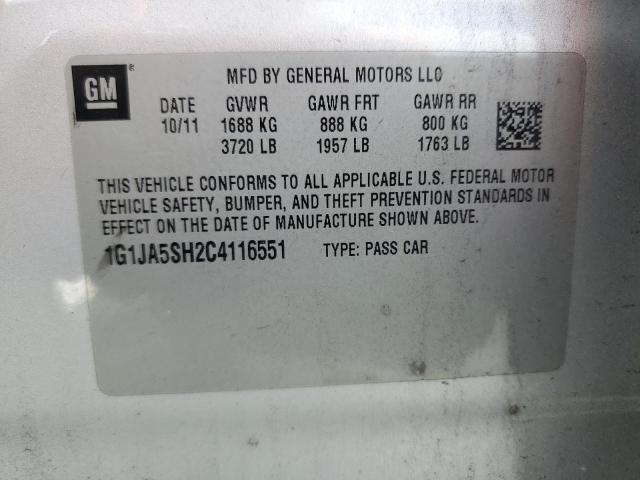 GM ®
MFD BY GENERAL MOTORS LLC
DATE GVWR GAWR FRT GAWR RR
10/11 1688 KG 888 KG 800 KG
3720 LB 1957 LB 1763 LB
THIS VEHICLE CONFORMS TO ALL APPLICABLE U.S. FEDERAL MOTOR
VEHICLE SAFETY, BUMPER, AND THEFT PREVENTION STANDARDS IN
EFFECT ON THE DATE OF MANUFACTURE SHOWN ABOVE.
1G1JA5SH2C4116551 TYPE: PASS CAR